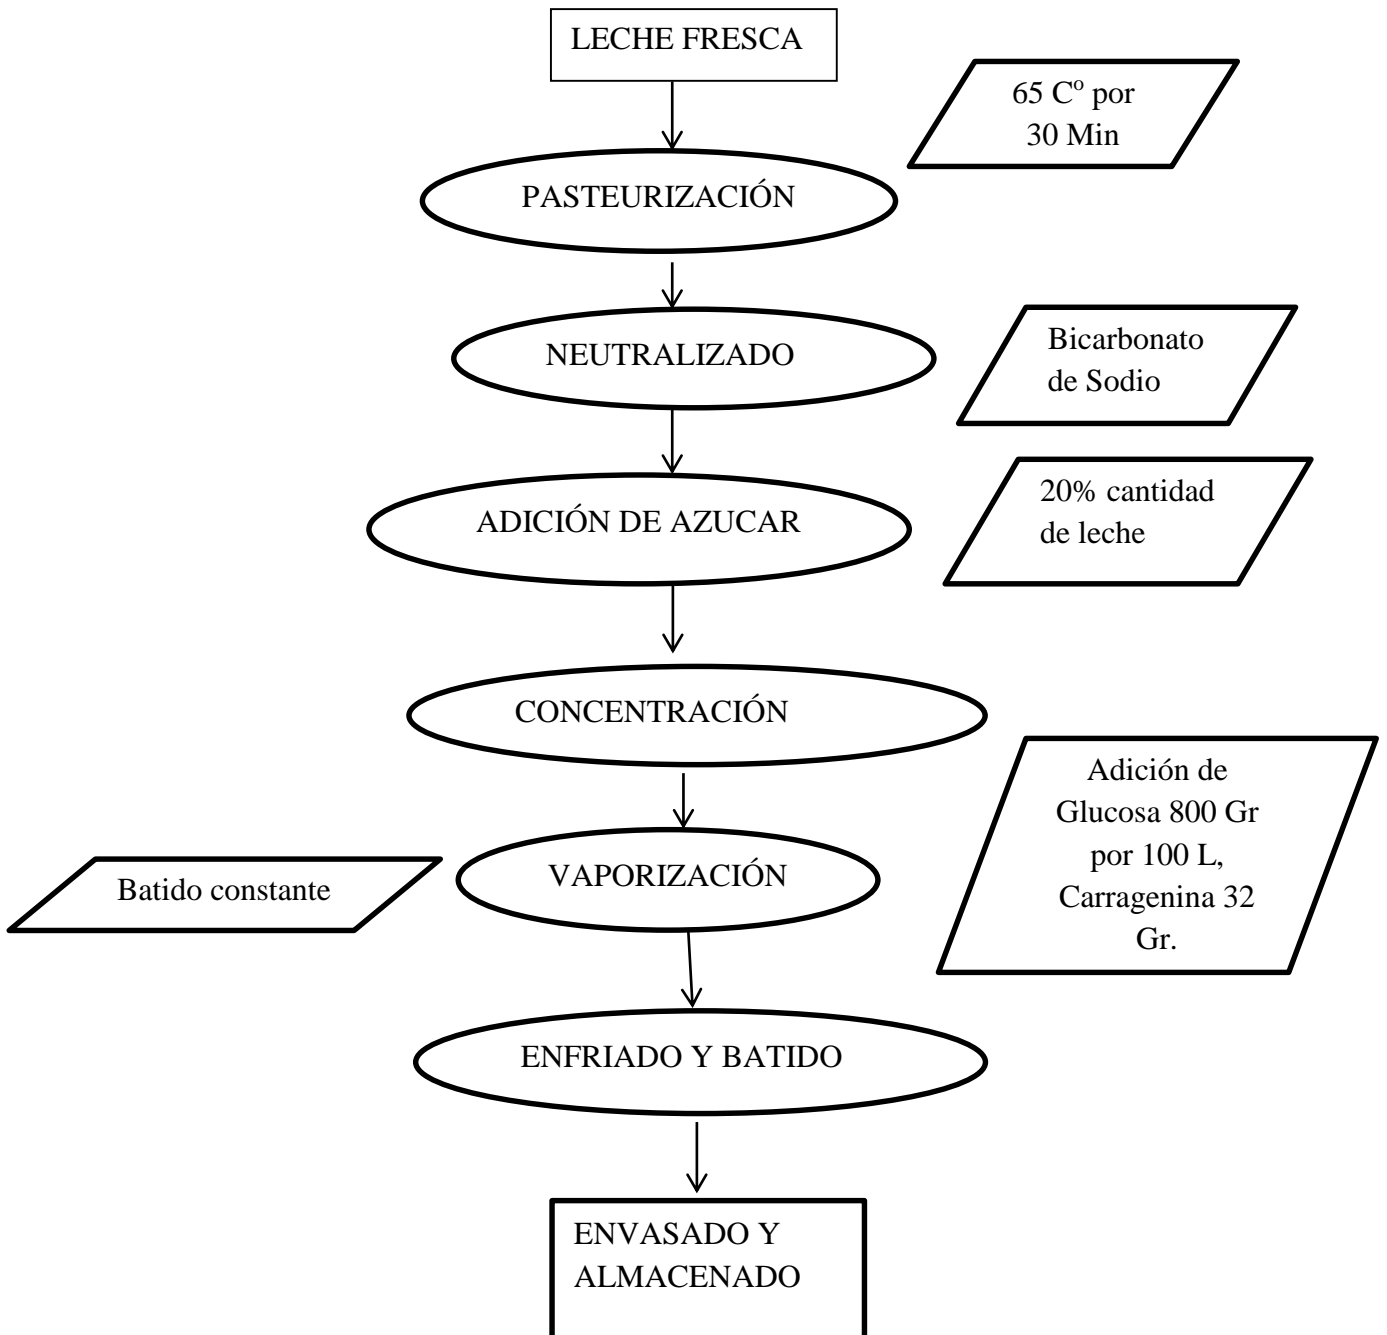 LECHE FRESCA
65 Cº por
30 Min
PASTEURIZACIÓN
NEUTRALIZADO
Bicarbonato
de Sodio
ADICIÓN DE AZUCAR
20% cantidad
de leche
CONCENTRACIÓN
Adición de
Glucosa 800 Gr
por 100 L,
Carragenina 32
Gr.
VAPORIZACIÓN
Batido constante
ENFRIADO Y BATIDO
ENVASADO Y
ALMACENADO